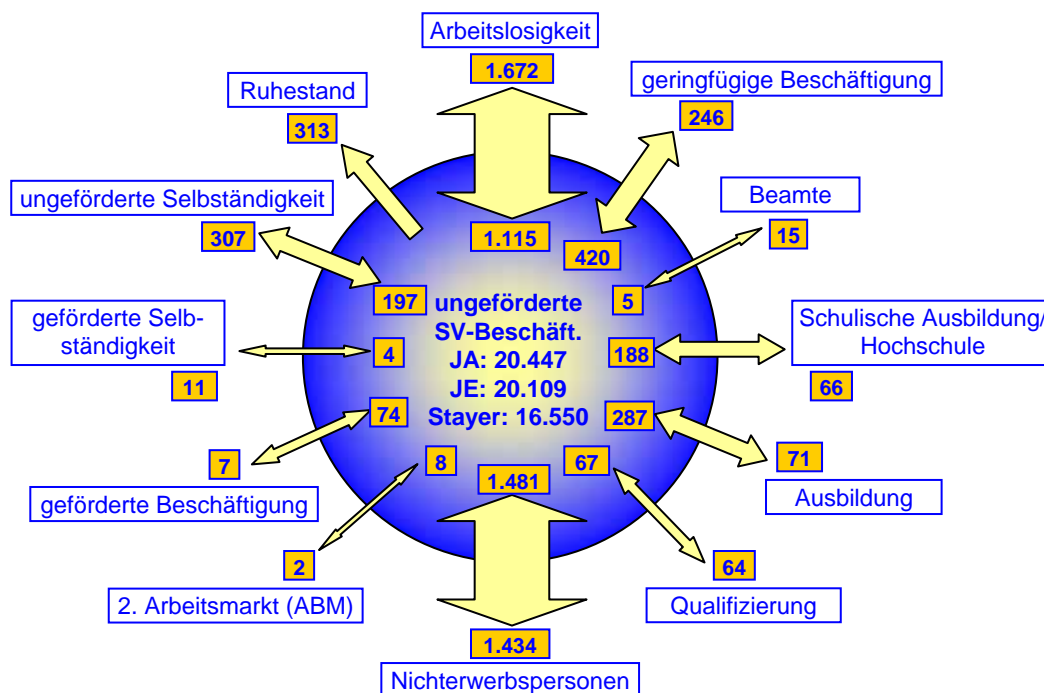 Arbeitslosigkeit
1.672
geringfügige Beschäftigung
246
Ruhestand
313
ungeförderte Selbständigkeit
307
Beamte
15
1.115
420
197
5
ungeförderte
SV-Beschäft.
JA: 20.447
JE: 20.109
Stayer: 16.550
geförderte Selb-
ständigkeit
11
4
188
Schulische Ausbildung/
Hochschule
66
74
287
7
geförderte Beschäftigung
71
Ausbildung
8
67
1.481
2
2. Arbeitsmarkt (ABM)
64
Qualifizierung
1.434
Nichterwerbspersonen